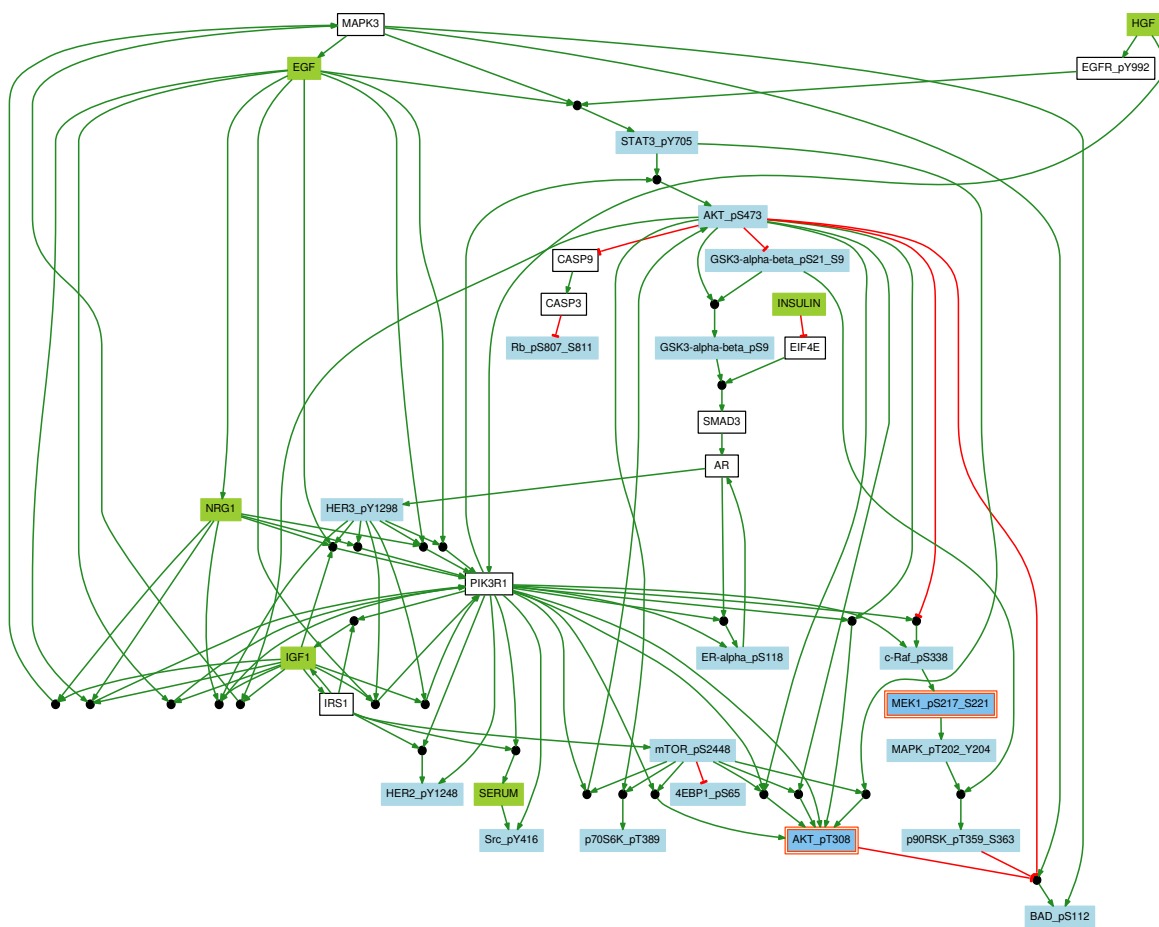 MAPK3
HGF
EGF
EGFR_pY992
STAT3_pY705
AKT_pS473
CASP9
GSK3-alpha-beta_pS21_S9
CASP3
INSULIN
Rb_pS807_S811
GSK3-alpha-beta_pS9
EIF4E
SMAD3
AR
NRG1
HER3_pY1298
PIK3R1
IGF1
ER-alpha_pS118
c-Raf_pS338
IRS1
MEK1_pS217_S221
mTOR_pS2448
MAPK_pT202_Y204
HER2_pY1248
SERUM
4EBP1_pS65
Src_pY416
p70S6K_pT389
AKT_pT308
p90RSK_pT359_S363
BAD_pS112